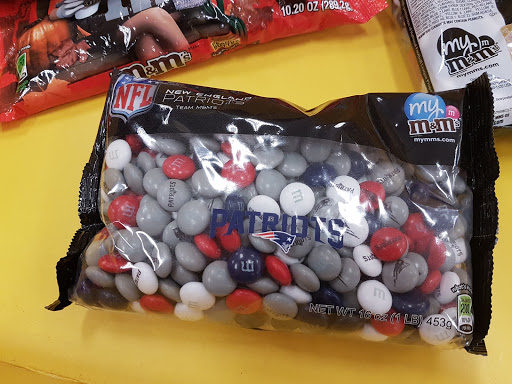 10.20 OZ (289.2g
m&m's
my
m&m's
mymms.com
NFL
NEW ENGLAND
PATRIOTS
TEAM M&M'S
my m
m&m's
mymms.com
PATRIOTS
m
NET WT 16 oz (1 LB) 453g